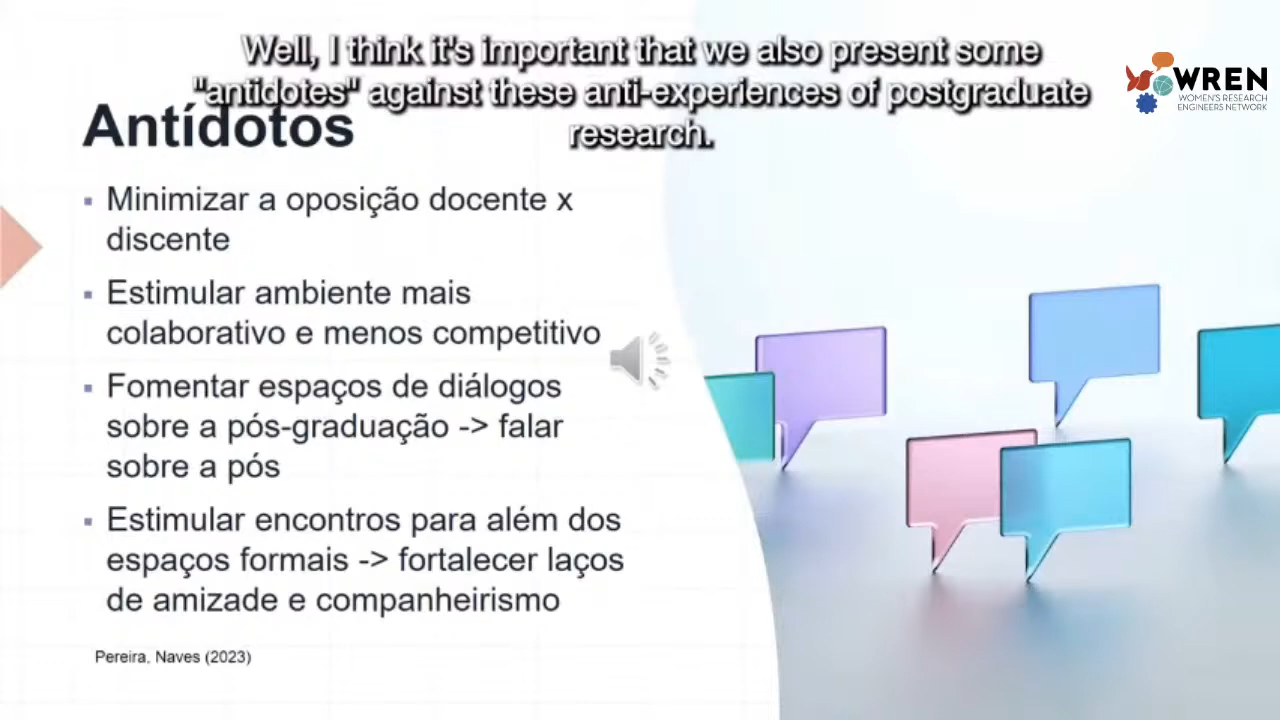 Well, I think it's important that we also present some
"antidotes" against these anti-experiences of postgraduate
research.
WREN
WOMEN'S RESEARCH
ENGINEERS NETWORK
Antídotos
Minimizar a oposição docente x
discente
Estimular ambiente mais
colaborativo e menos competitivo
Fomentar espaços de diálogos
sobre a pós-graduação -> falar
sobre a pós
Estimular encontros para além dos
espaços formais -> fortalecer laços
de amizade e companheirismo
Pereira, Naves (2023)